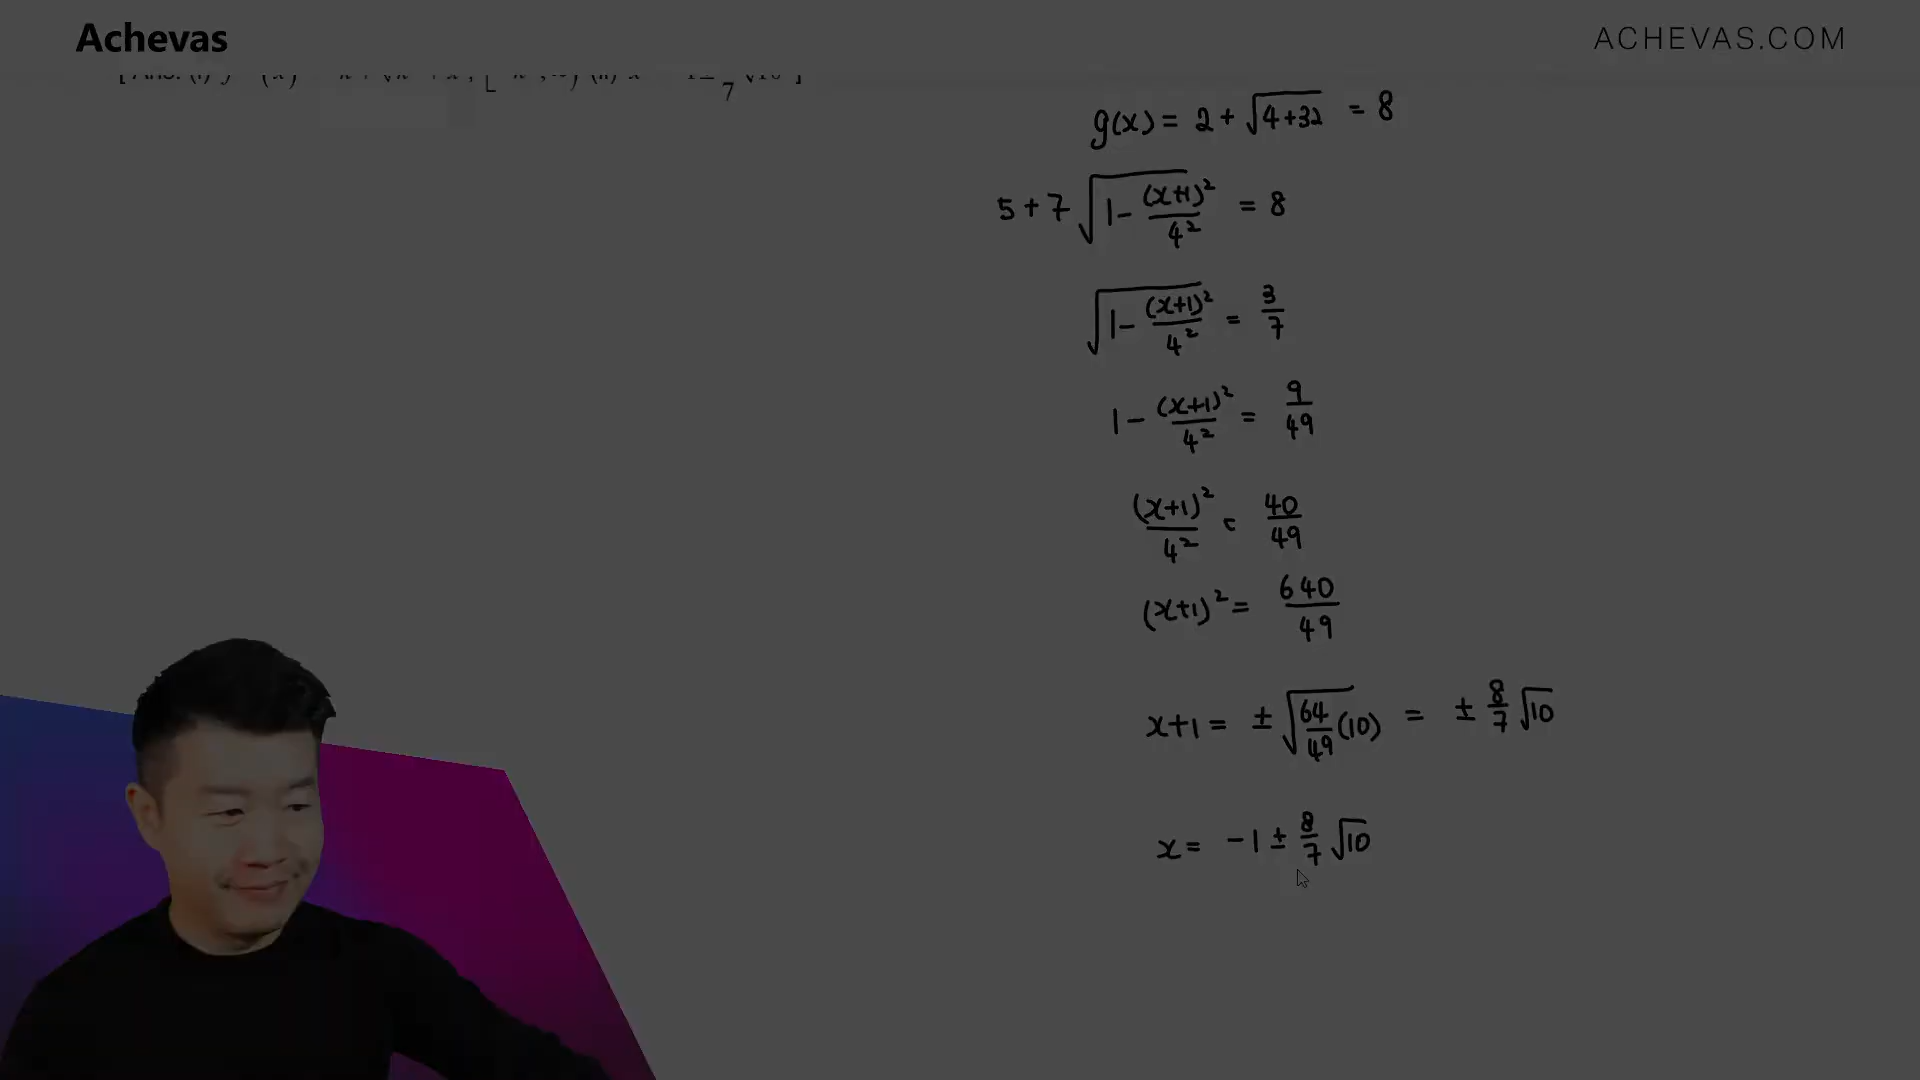 Achevas
ACHEVAS.COM
g(x) = 2 + √(4+32) = 8
5 + 7 √(1 - (x+1)²/4²) = 8
√(1 - (x+1)²/4²) = 3/7
1 - (x+1)²/4² = 9/49
(x+1)²/4² = 40/49
(x+1)² = 640/49
x+1 = ± √(64/49 (10)) = ± 8/7 √10
x = -1 ± 8/7 √10